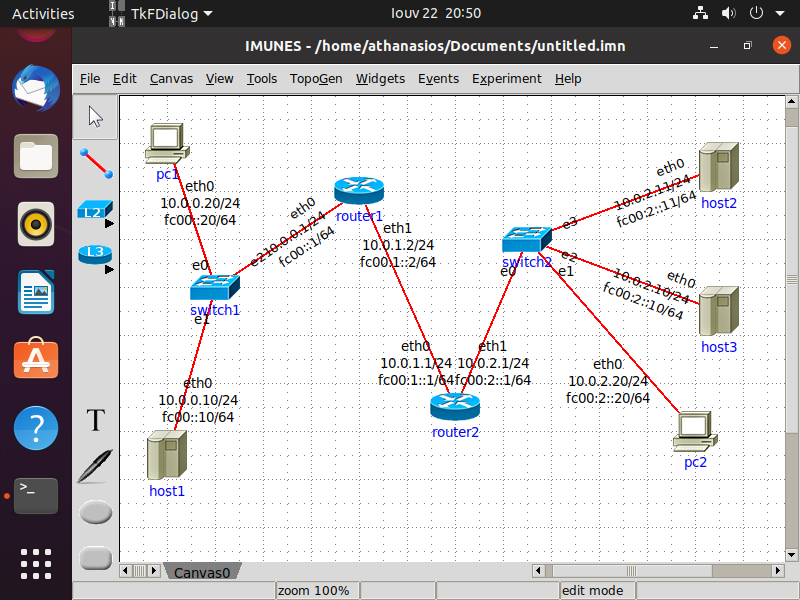 Activities
TkFDialog
Ιουν 22 20:50
IMUNES - /home/athanasios/Documents/untitled.imn
File Edit Canvas View Tools TopoGen Widgets Events Experiment Help
pc1
eth0
10.0.0.20/24
fc00::20/64
e0
switch1
e1
eth0
10.0.0.10/24
fc00::10/64
host1
e2
eth0
10.0.0.1/24
fc00::1/64
router1
eth1
10.0.1.2/24
fc00:1::2/64
eth0
10.0.1.1/24
fc00:1::1/64
eth1
10.0.2.1/24
fc00:2::1/64
router2
switch2
e0
e1
e2
e3
eth0
10.0.2.11/24
fc00:2::11/64
host2
eth0
10.0.2.10/24
fc00:2::10/64
host3
eth0
10.0.2.20/24
fc00:2::20/64
pc2
L2
L3
T
Canvas0
zoom 100%
edit mode